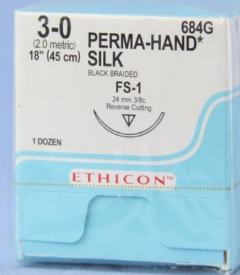 3-0
(2.0 metric)
18" (45 cm)
684G
PERMA-HAND*
SILK
BLACK BRAIDED
FS-1
24 mm 3/8c
Reverse Cutting
1 DOZEN
ETHICON